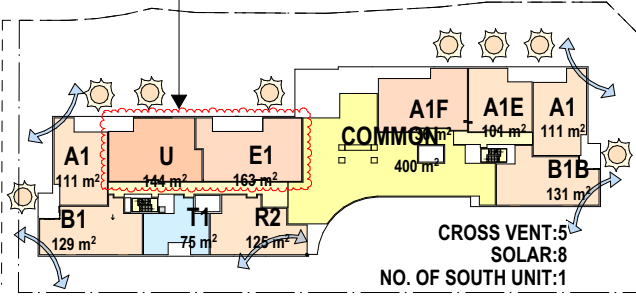 A1F
A1E
104 m²
A1
111 m²
COMMON
400 m²
A1
111 m²
U
144 m²
E1
163 m²
B1B
131 m²
B1
129 m²
T1
75 m²
R2
125 m²
CROSS VENT:5
SOLAR:8
NO. OF SOUTH UNIT:1